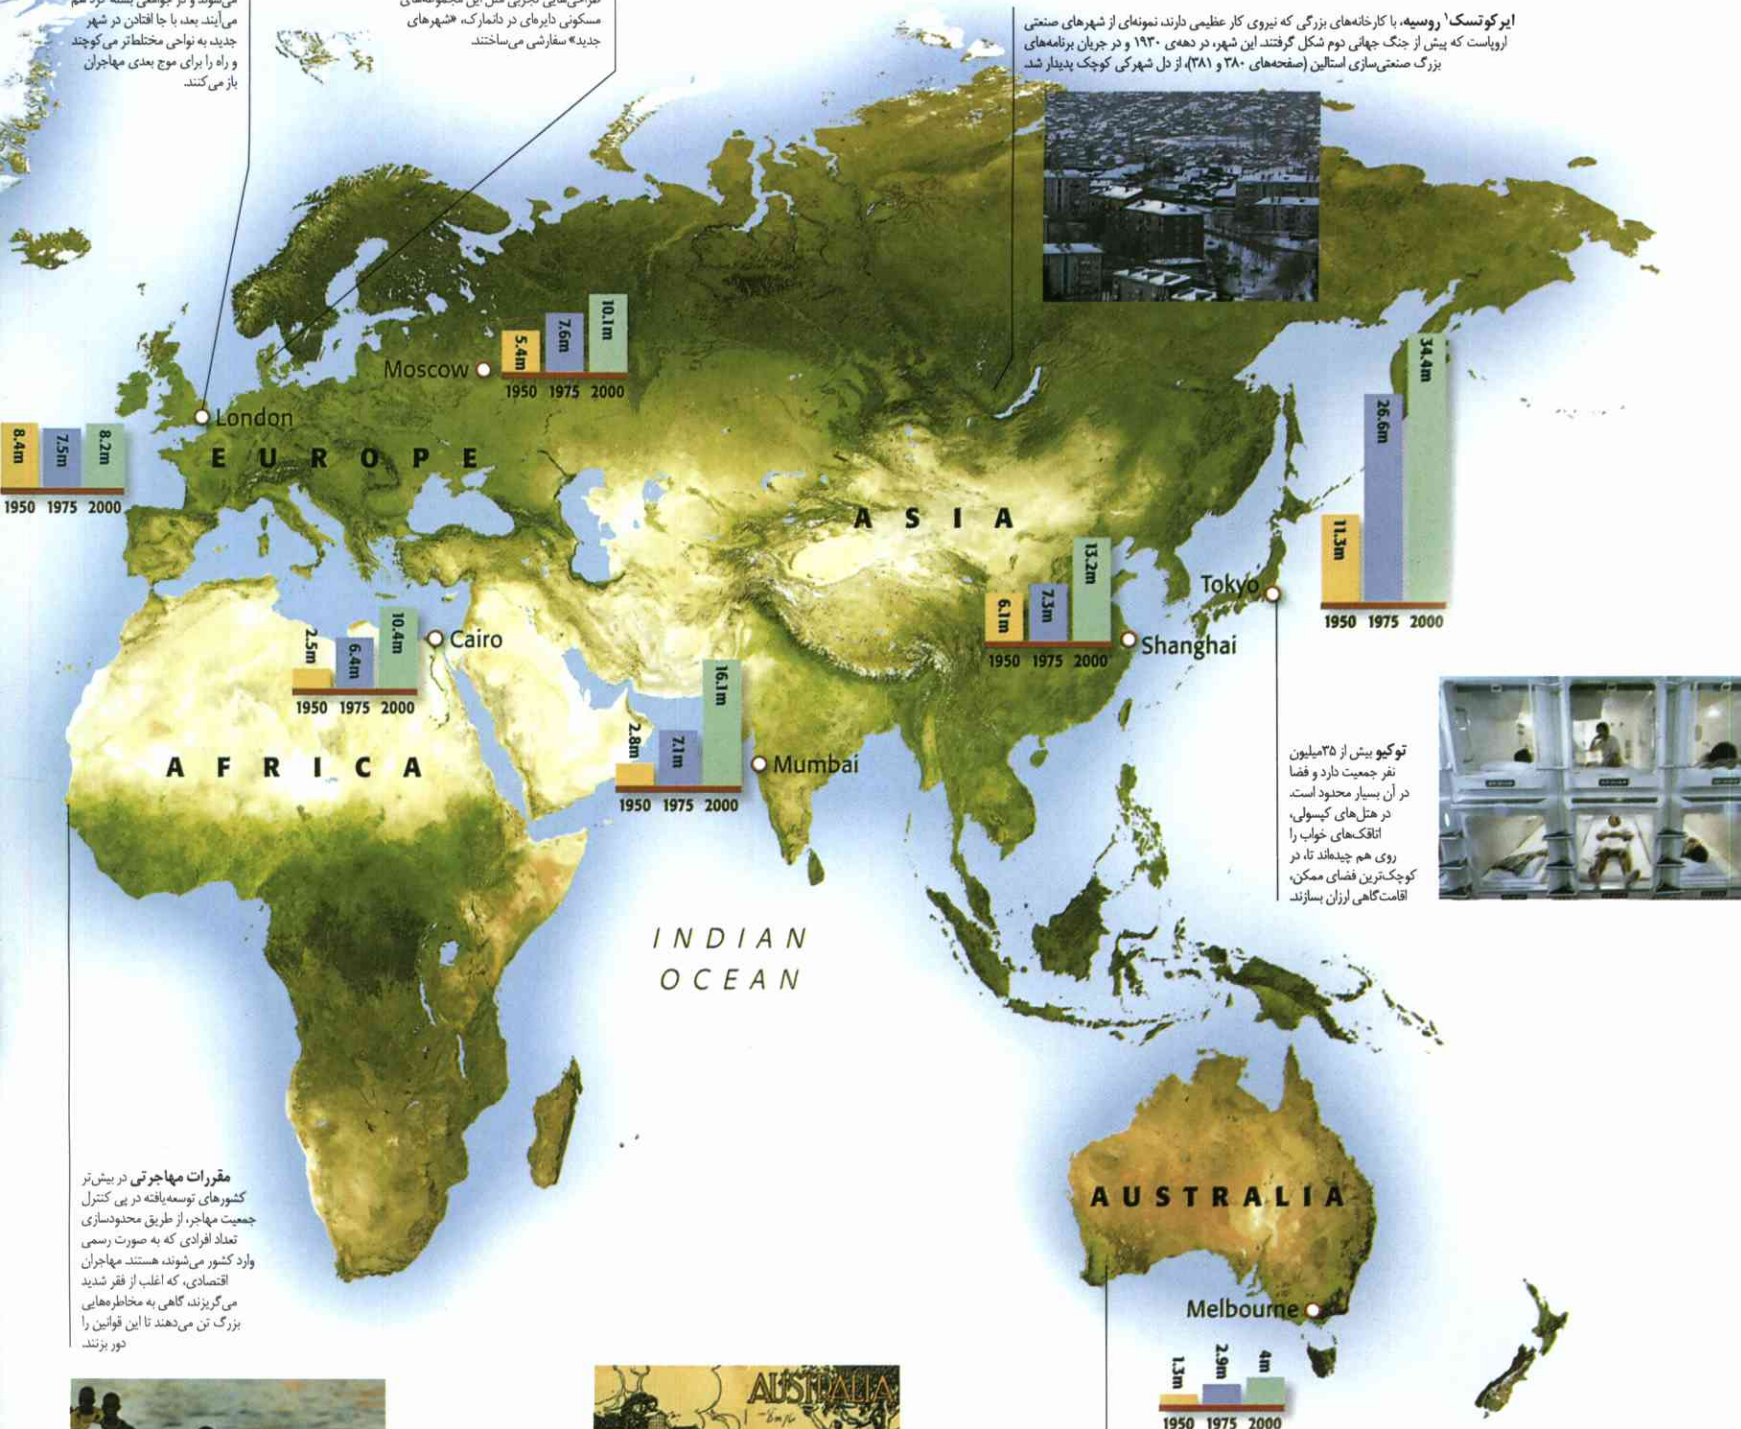 می‌آیند. بعد، با جا افتادن در شهر
جدید، به نواحی مختلط‌تر می‌کوچند
و راه را برای موج بعدی مهاجران
باز می‌کنند.
مسکونی دایره‌ای در دانمارک، «شهرهای
جدید» سفارشی می‌ساختند.
ایرکوتسک۱ روسیه، با کارخانه‌های بزرگی که نیروی کار عظیمی دارند، نمونه‌ای از شهرهای صنعتی
اروپاست که پیش از جنگ جهانی دوم شکل گرفتند. این شهر، در دهه‌ی ۱۹۳۰ و در جریان برنامه‌های
بزرگ صنعتی‌سازی استالین (صفحه‌های ۳۸۰ و ۳۸۱)، از دل شهرکی کوچک پدیدار شد.
Moscow
5.4m 7.6m 10.1m
1950 1975 2000
London
8.4m 7.5m 8.2m
1950 1975 2000
EUROPE
ASIA
34.4m
26.6m
11.3m
1950 1975 2000
Tokyo
6.1m 7.3m 13.2m
1950 1975 2000
Shanghai
2.5m 6.4m 10.4m
1950 1975 2000
Cairo
2.8m 7.1m 16.1m
1950 1975 2000
Mumbai
AFRICA
توکیو بیش از ۳۵میلیون
نفر جمعیت دارد و فضا
در آن بسیار محدود است.
در هتل‌های کپسولی،
اتاقک‌های خواب را
روی هم چیده‌اند تا، در
کوچک‌ترین فضای ممکن،
اقامت‌گاهی ارزان بسازند.
INDIAN
OCEAN
مقررات مهاجرتی در بیش‌تر
کشورهای توسعه‌یافته در پی کنترل
جمعیت مهاجر، از طریق محدودسازی
تعداد افرادی که به صورت رسمی
وارد کشور می‌شوند، هستند. مهاجران
اقتصادی، که اغلب از فقر شدید
می‌گریزند، گاهی به مخاطره‌هایی
بزرگ تن می‌دهند تا این قوانین را
دور بزنند.
AUSTRALIA
Melbourne
1.3m 2.9m 4m
1950 1975 2000
AUSTRALIA